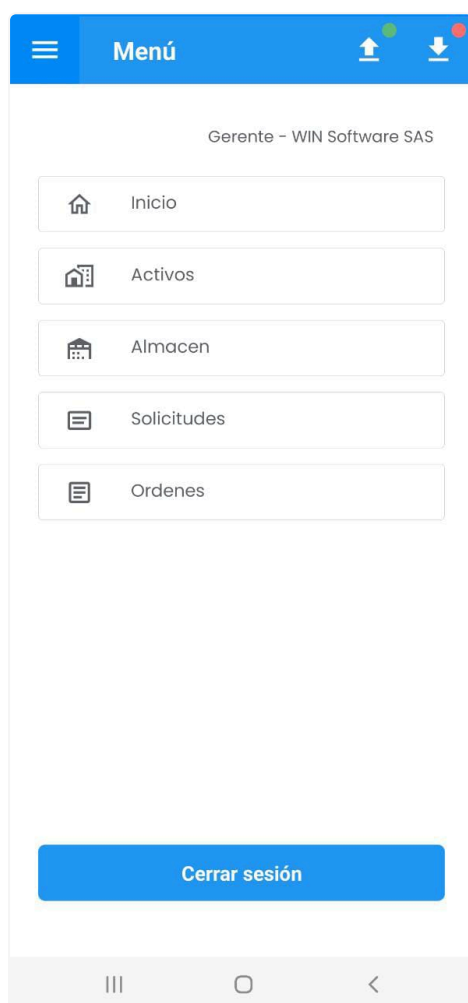 Menú
Gerente - WIN Software SAS
Inicio
Activos
Almacen
Solicitudes
Ordenes
Cerrar sesión